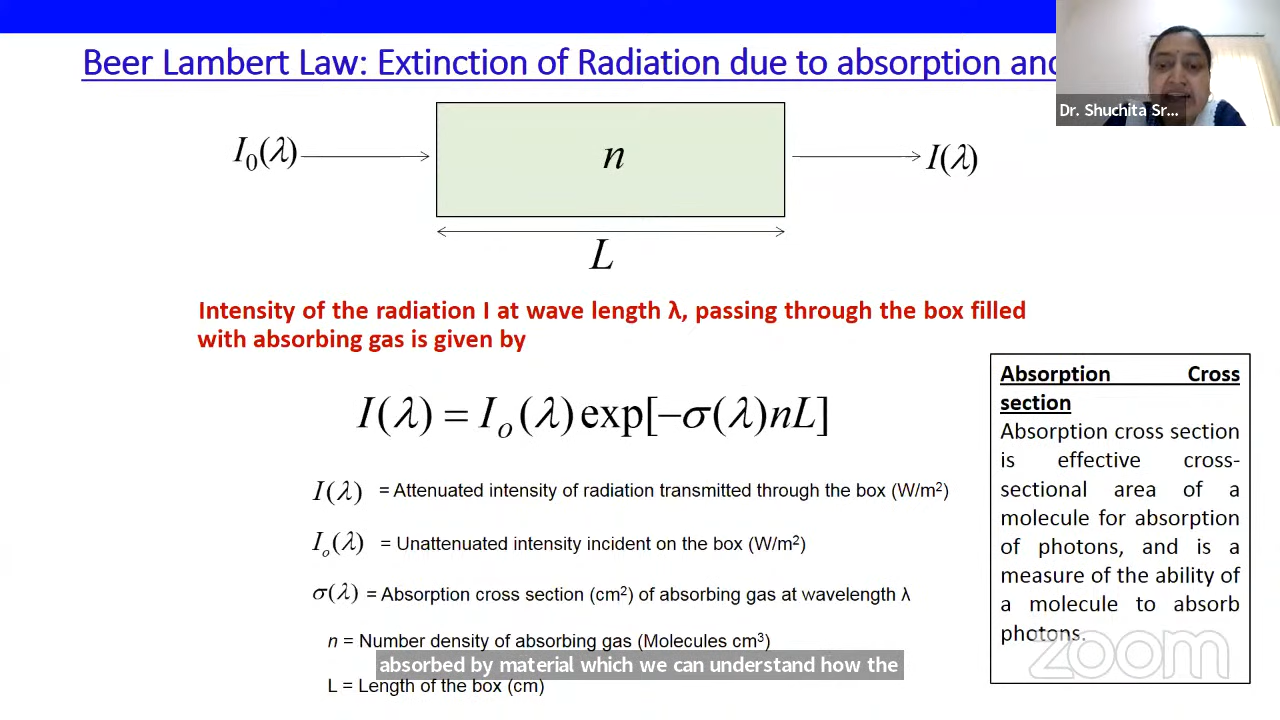 Beer Lambert Law: Extinction of Radiation due to absorption and
Dr. Shuchita Sr...
I₀(λ)
n
I(λ)
L
Intensity of the radiation I at wave length λ, passing through the box filled
with absorbing gas is given by
I(λ) = Iₒ(λ)exp[−σ(λ)nL]
I(λ) = Attenuated intensity of radiation transmitted through the box (W/m²)
Iₒ(λ) = Unattenuated intensity incident on the box (W/m²)
σ(λ) = Absorption cross section (cm²) of absorbing gas at wavelength λ
n = Number density of absorbing gas (Molecules cm³)
absorbed by material which we can understand how the
L = Length of the box (cm)
Absorption Cross
section
Absorption cross section
is effective cross-
sectional area of a
molecule for absorption
of photons, and is a
measure of the ability of
a molecule to absorb
photons.
zoom